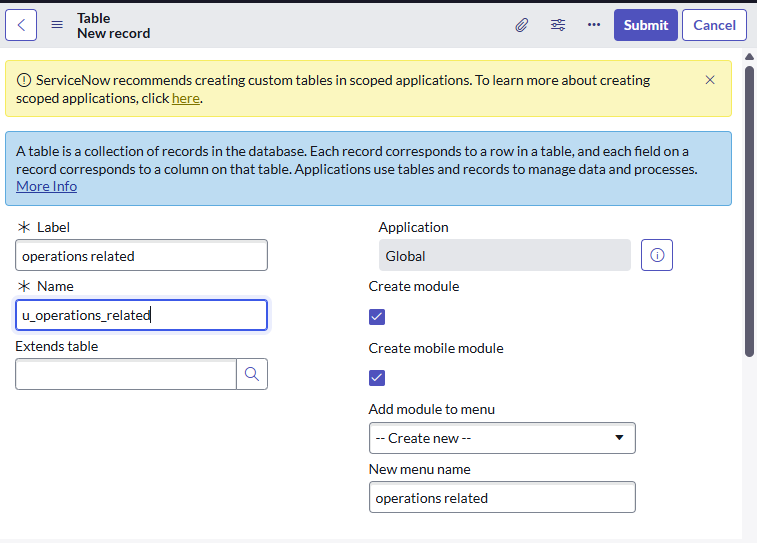 Table
New record
Submit
Cancel
ServiceNow recommends creating custom tables in scoped applications. To learn more about creating
scoped applications, click here.
A table is a collection of records in the database. Each record corresponds to a row in a table, and each field on a
record corresponds to a column on that table. Applications use tables and records to manage data and processes.
More Info
Label
operations related
Application
Global
Name
u_operations_related
Create module
Extends table
Create mobile module
Add module to menu
-- Create new --
New menu name
operations related